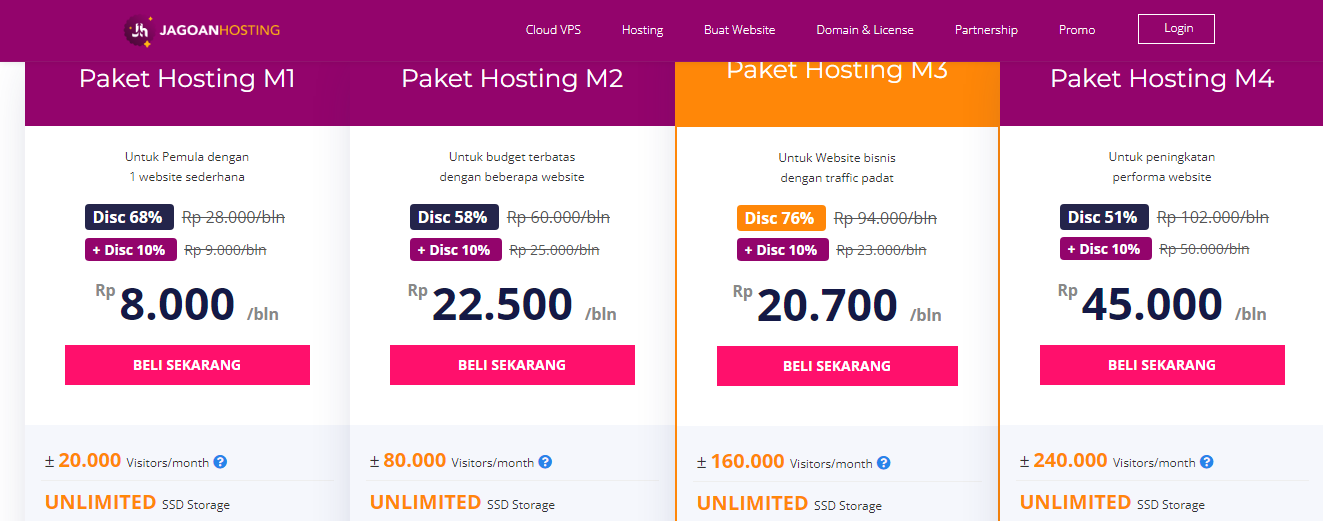 JAGOANHOSTING
Cloud VPS
Hosting
Buat Website
Domain & License
Partnership
Promo
Login
Paket Hosting M1
Untuk Pemula dengan
1 website sederhana
Disc 68% Rp 28.000/bln
+ Disc 10% Rp 9.000/bln
Rp 8.000 /bln
BELI SEKARANG
± 20.000 Visitors/month ?
UNLIMITED SSD Storage
Paket Hosting M2
Untuk budget terbatas
dengan beberapa website
Disc 58% Rp 60.000/bln
+ Disc 10% Rp 25.000/bln
Rp 22.500 /bln
BELI SEKARANG
± 80.000 Visitors/month ?
UNLIMITED SSD Storage
Paket Hosting M3
Untuk Website bisnis
dengan traffic padat
Disc 76% Rp 94.000/bln
+ Disc 10% Rp 23.000/bln
Rp 20.700 /bln
BELI SEKARANG
± 160.000 Visitors/month ?
UNLIMITED SSD Storage
Paket Hosting M4
Untuk peningkatan
performa website
Disc 51% Rp 102.000/bln
+ Disc 10% Rp 50.000/bln
Rp 45.000 /bln
BELI SEKARANG
± 240.000 Visitors/month ?
UNLIMITED SSD Storage